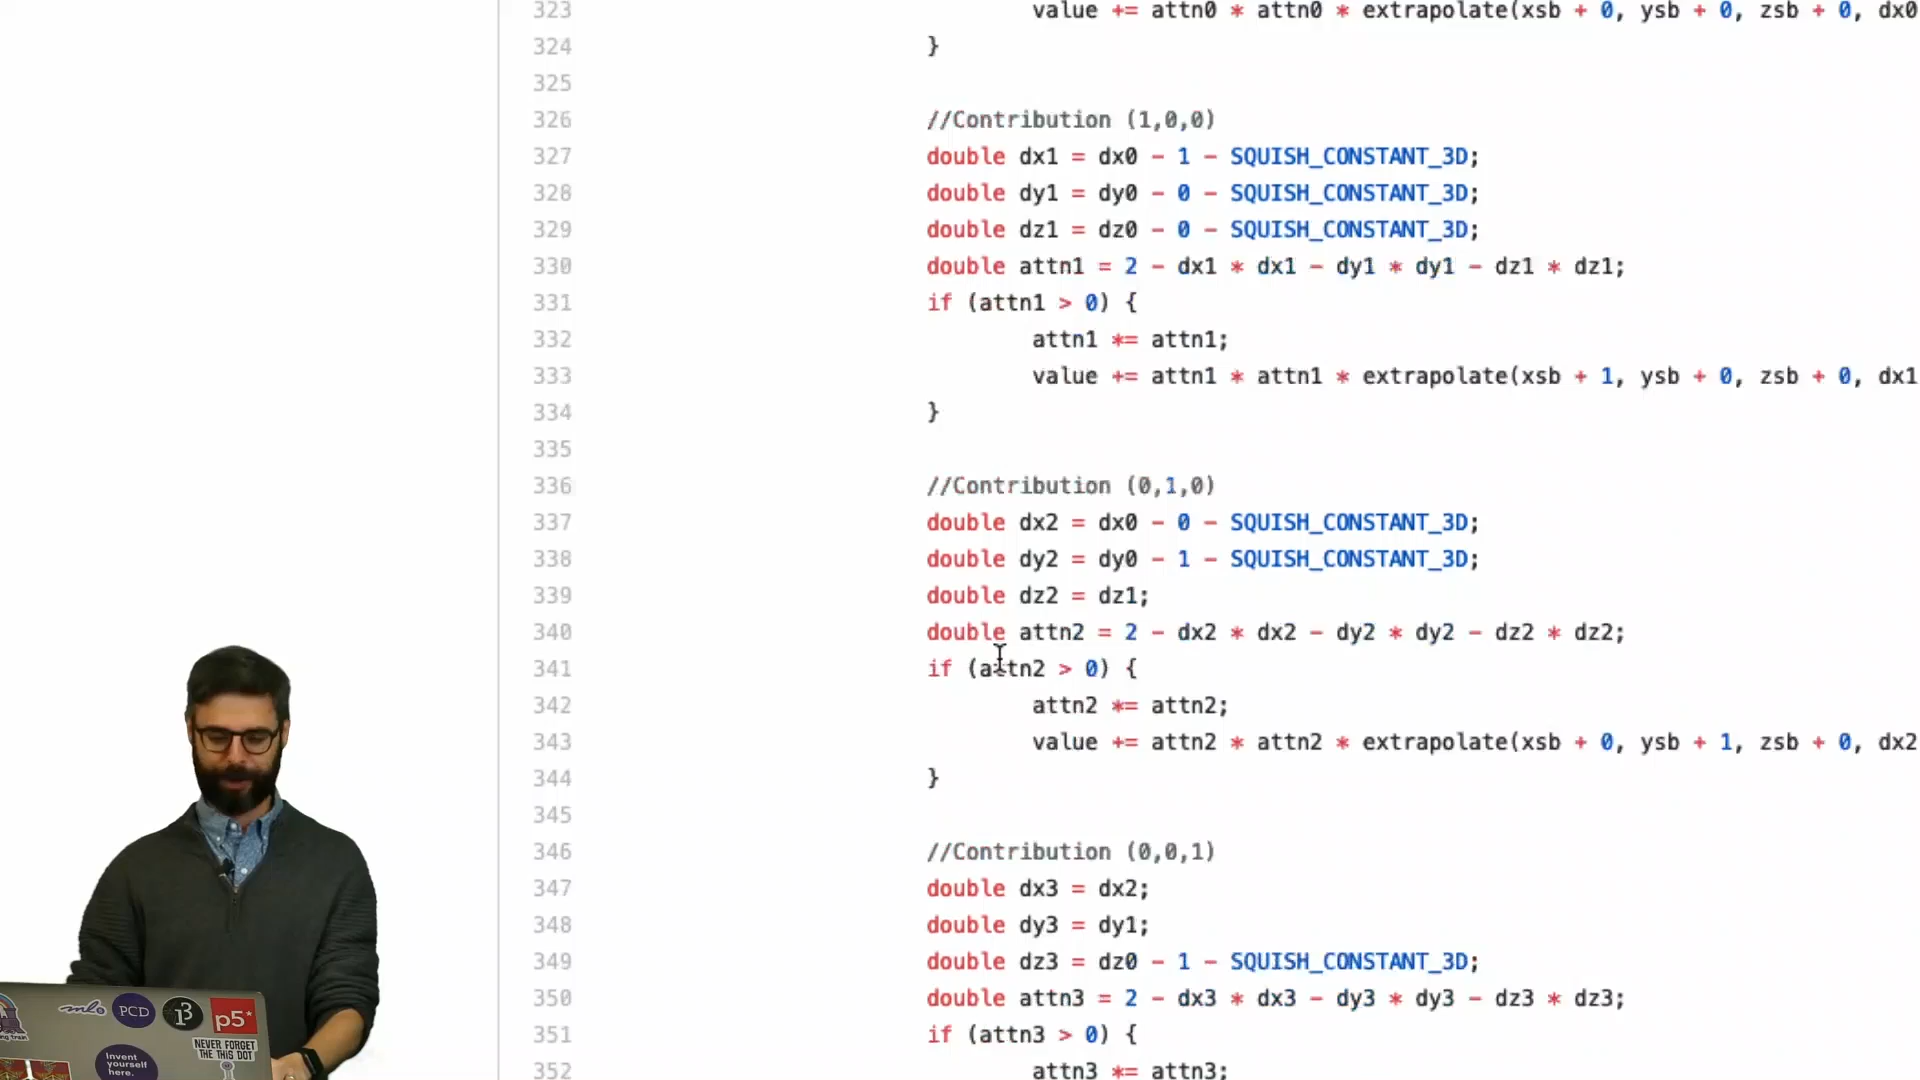 323 value += attn0 * attn0 * extrapolate(xsb + 0, ysb + 0, zsb + 0, dx0
324 }
325
326 //Contribution (1,0,0)
327 double dx1 = dx0 - 1 - SQUISH_CONSTANT_3D;
328 double dy1 = dy0 - 0 - SQUISH_CONSTANT_3D;
329 double dz1 = dz0 - 0 - SQUISH_CONSTANT_3D;
330 double attn1 = 2 - dx1 * dx1 - dy1 * dy1 - dz1 * dz1;
331 if (attn1 > 0) {
332 attn1 *= attn1;
333 value += attn1 * attn1 * extrapolate(xsb + 1, ysb + 0, zsb + 0, dx1
334 }
335
336 //Contribution (0,1,0)
337 double dx2 = dx0 - 0 - SQUISH_CONSTANT_3D;
338 double dy2 = dy0 - 1 - SQUISH_CONSTANT_3D;
339 double dz2 = dz1;
340 double attn2 = 2 - dx2 * dx2 - dy2 * dy2 - dz2 * dz2;
341 if (attn2 > 0) {
342 attn2 *= attn2;
343 value += attn2 * attn2 * extrapolate(xsb + 0, ysb + 1, zsb + 0, dx2
344 }
345
346 //Contribution (0,0,1)
347 double dx3 = dx2;
348 double dy3 = dy1;
349 double dz3 = dz0 - 1 - SQUISH_CONSTANT_3D;
350 double attn3 = 2 - dx3 * dx3 - dy3 * dy3 - dz3 * dz3;
351 if (attn3 > 0) {
352 attn3 *= attn3;
PCD
p5*
NEVER FORGET
THE THIS DOT
Invent
yourself
here.